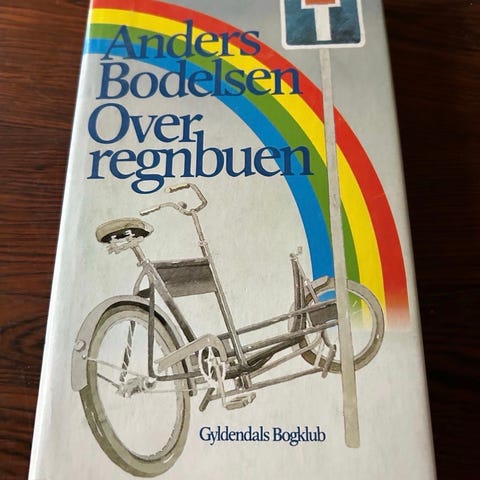 Anders
Bodelsen
Over
regnbuen
Gyldendals Bogklub